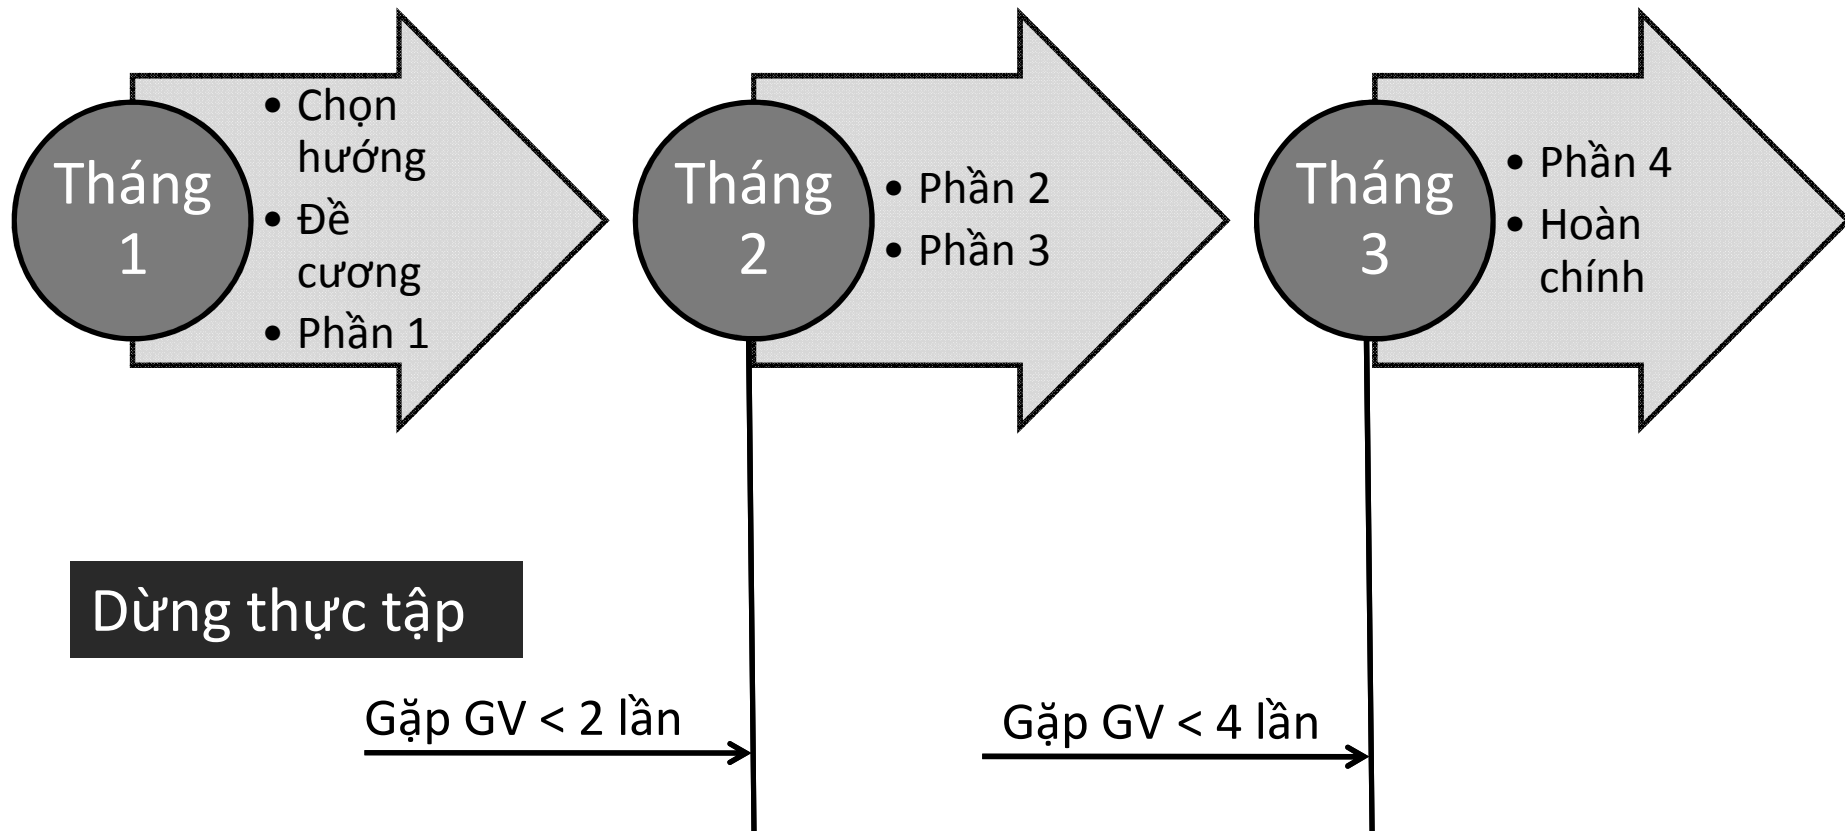 Tháng
1
• Chọn
hướng
• Đề
cương
• Phần 1
Tháng
2
• Phần 2
• Phần 3
Tháng
3
• Phần 4
• Hoàn
chính
Dừng thực tập
Gặp GV < 2 lần
Gặp GV < 4 lần